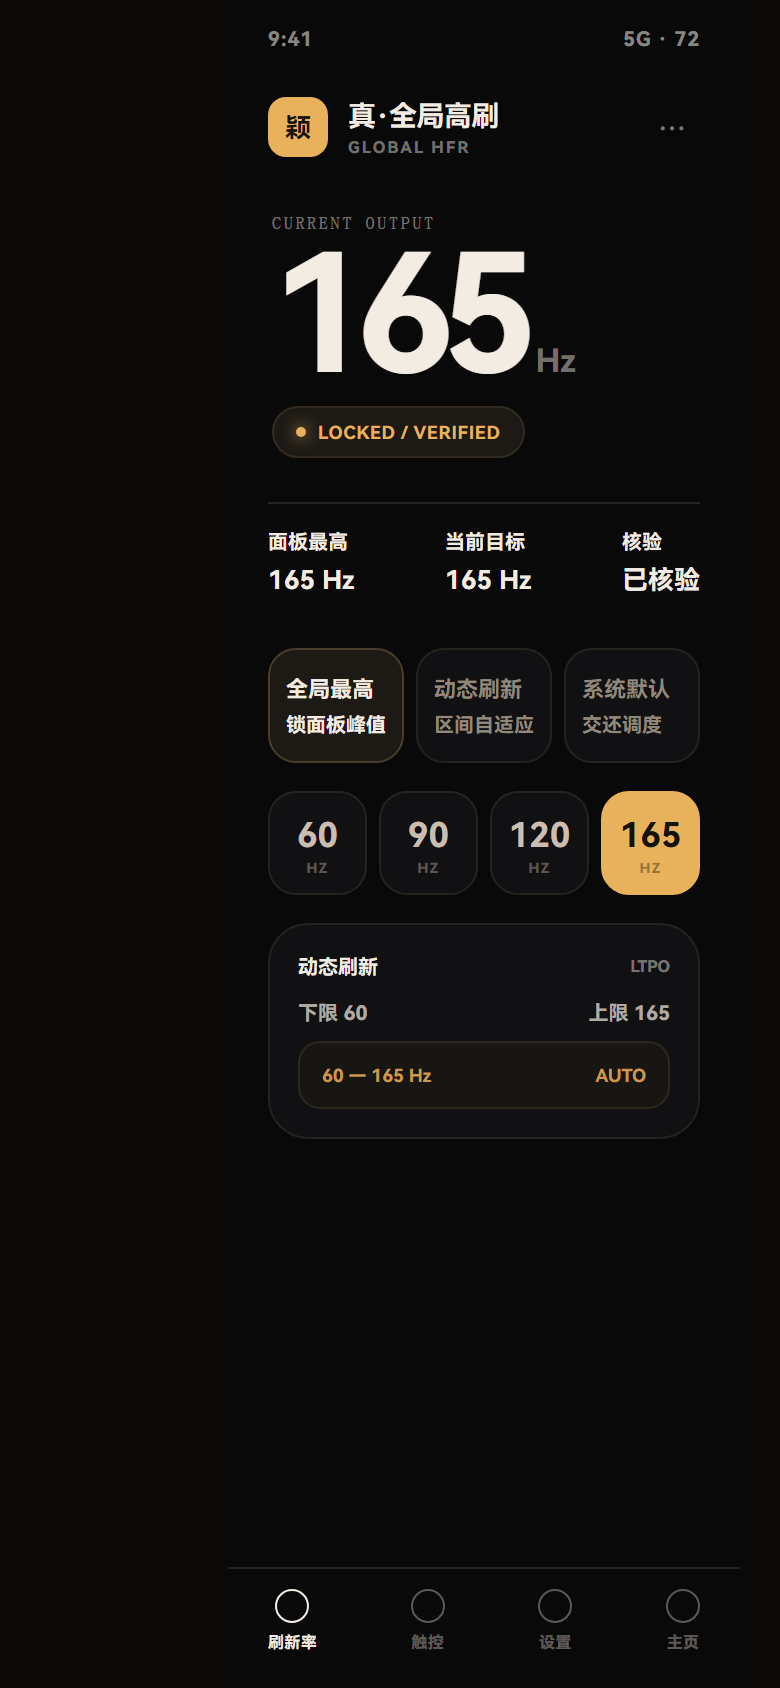 9:41 5G · 72
颖 真·全局高刷 ...
GLOBAL HFR
CURRENT OUTPUT
165 Hz
LOCKED / VERIFIED
面板最高 当前目标 核验
165 Hz 165 Hz 已核验
全局最高 动态刷新 系统默认
锁面板峰值 区间自适应 交还调度
60 90 120 165
HZ HZ HZ HZ
动态刷新 LTPO
下限 60 上限 165
60 — 165 Hz AUTO
刷新率 触控 设置 主页